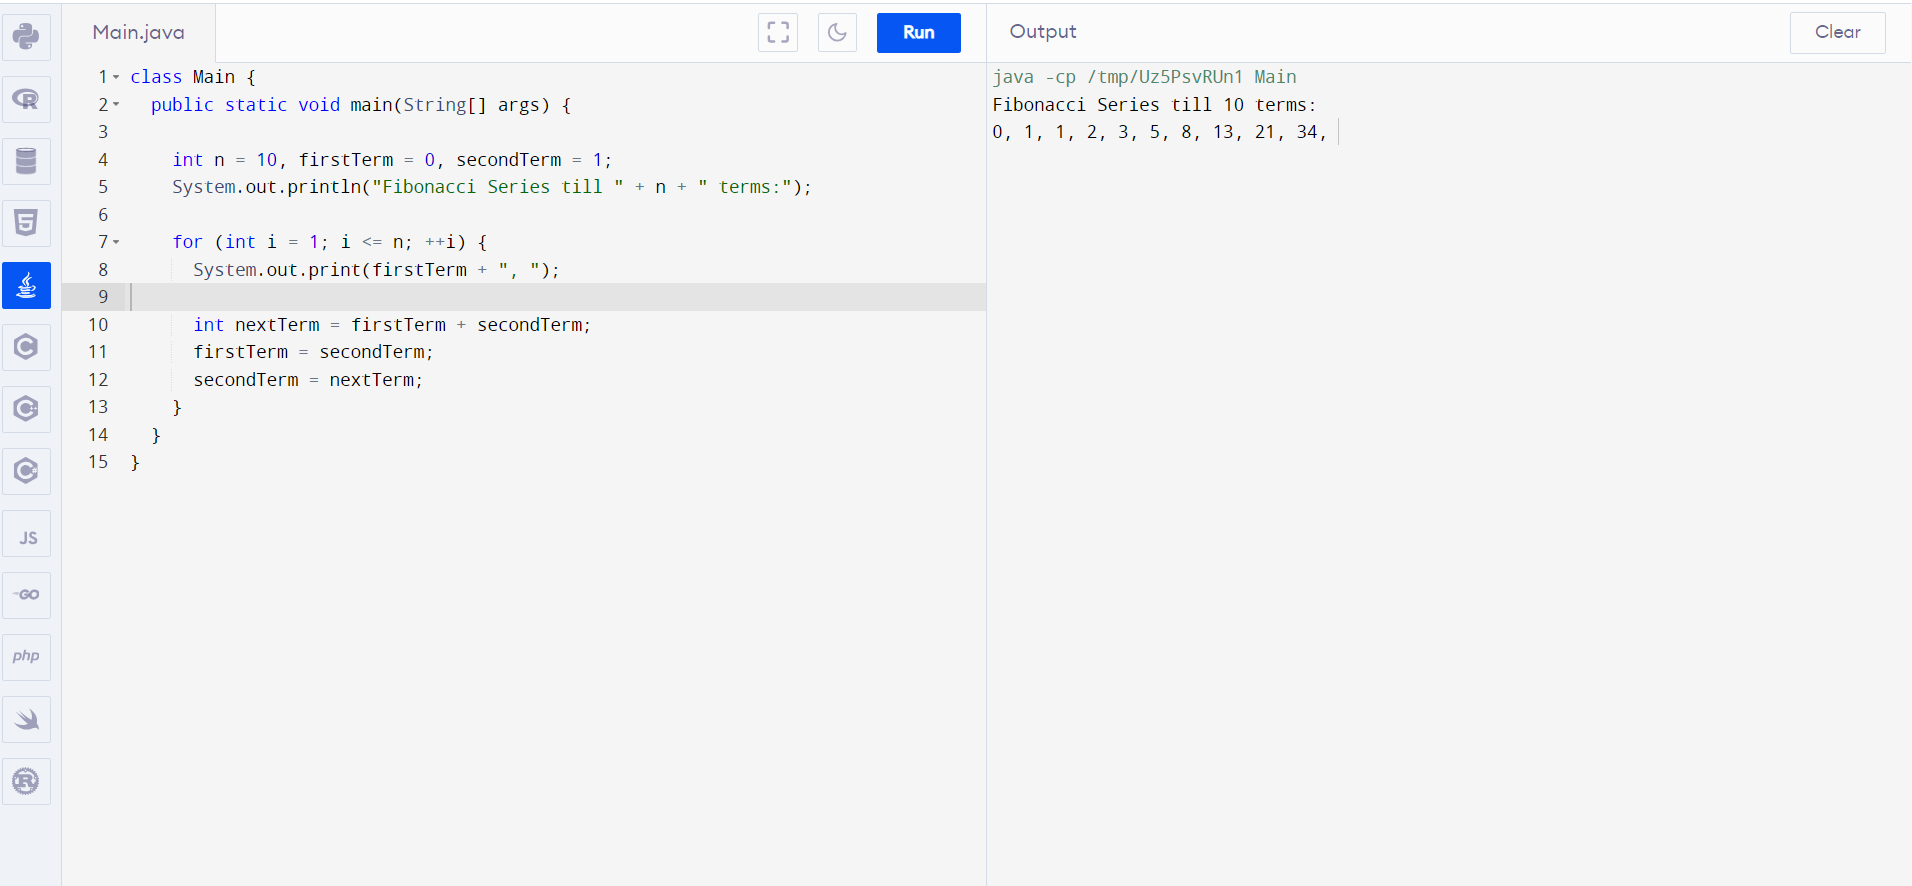 Main.java
Run
Output
Clear
1 class Main {
2 public static void main(String[] args) {
3
4 int n = 10, firstTerm = 0, secondTerm = 1;
5 System.out.println("Fibonacci Series till " + n + " terms:");
6
7 for (int i = 1; i <= n; ++i) {
8 System.out.print(firstTerm + ", ");
9
10 int nextTerm = firstTerm + secondTerm;
11 firstTerm = secondTerm;
12 secondTerm = nextTerm;
13 }
14 }
15 }
java -cp /tmp/Uz5PsvRUn1 Main
Fibonacci Series till 10 terms:
0, 1, 1, 2, 3, 5, 8, 13, 21, 34,
R
5
C
C+
C#
JS
GO
php
R